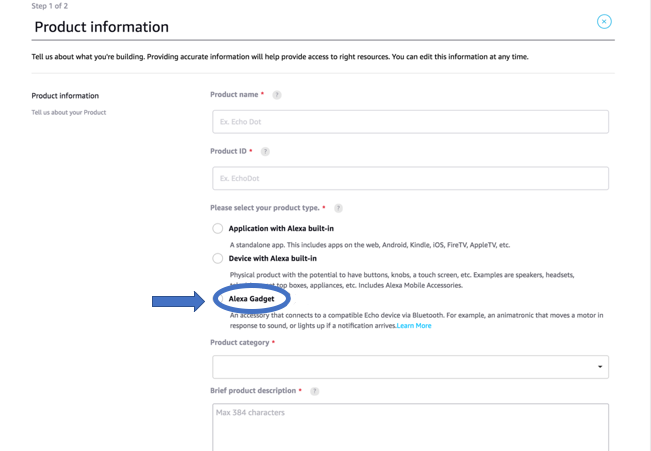 Step 1 of 2
Product information
Tell us about what you're building. Providing accurate information will help provide access to right resources. You can edit this information at any time.
Product information
Tell us about your Product
Product name * ?
Ex. Echo Dot
Product ID * ?
Ex. EchoDot
Please select your product type. * ?
Application with Alexa built-in
A standalone app. This includes apps on the web, Android, Kindle, iOS, FireTV, AppleTV, etc.
Device with Alexa built-in
Physical product with the potential to have buttons, knobs, a touch screen, etc. Examples are speakers, headsets,
top boxes, appliances, etc. Includes Alexa Mobile Accessories.
Alexa Gadget
An accessory that connects to a compatible Echo device via Bluetooth. For example, an animatronic that moves a motor in
response to sound, or lights up if a notification arrives.Learn More
Product category *
Brief product description * ?
Max 384 characters